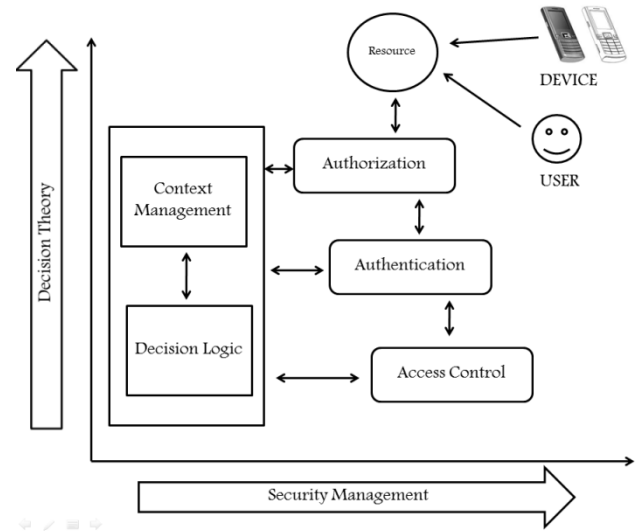 Resource
DEVICE
USER
Authorization
Context
Management
Authentication
Decision Logic
Access Control
Decision Theory
Security Management